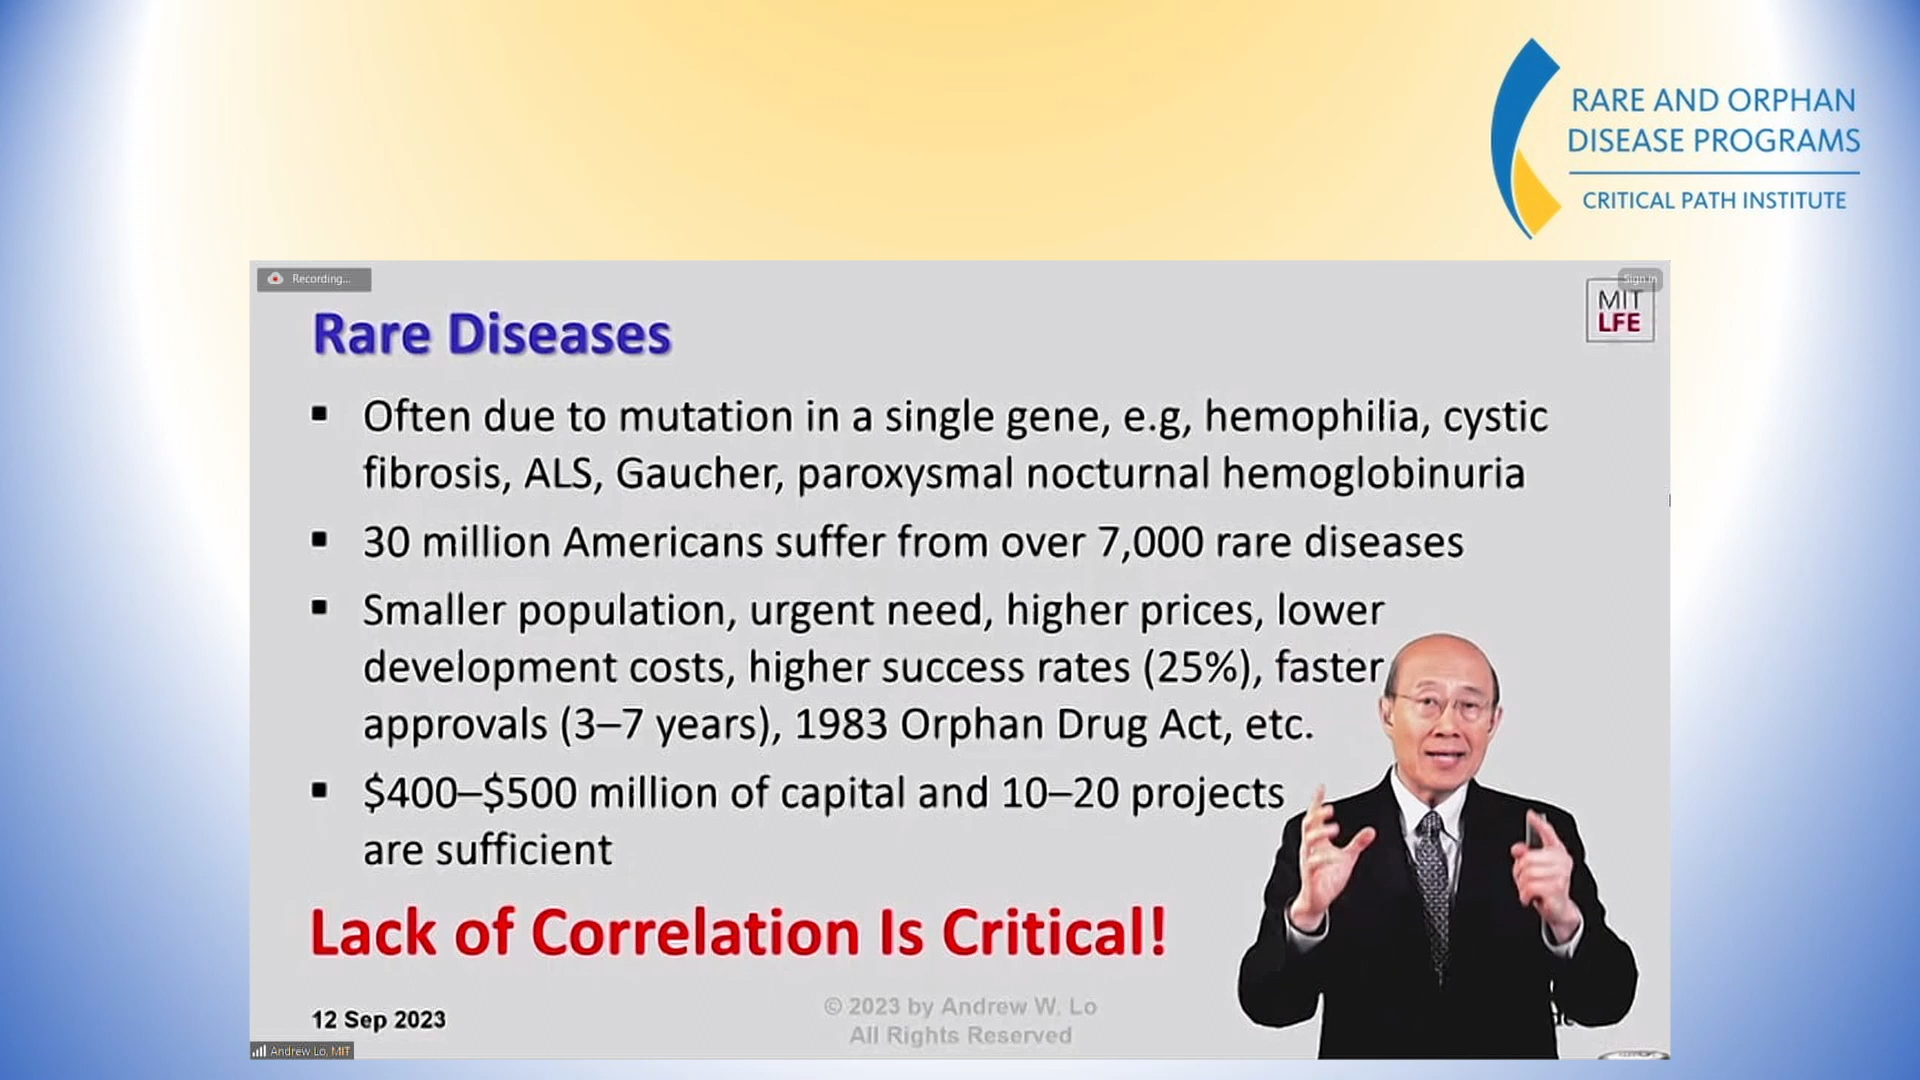 RARE AND ORPHAN
DISEASE PROGRAMS
CRITICAL PATH INSTITUTE
Recording...
Sign in
MIT
LFE
Rare Diseases
▪ Often due to mutation in a single gene, e.g, hemophilia, cystic
fibrosis, ALS, Gaucher, paroxysmal nocturnal hemoglobinuria
▪ 30 million Americans suffer from over 7,000 rare diseases
▪ Smaller population, urgent need, higher prices, lower
development costs, higher success rates (25%), faster
approvals (3–7 years), 1983 Orphan Drug Act, etc.
▪ $400–$500 million of capital and 10–20 projects
are sufficient
Lack of Correlation Is Critical!
12 Sep 2023
© 2023 by Andrew W. Lo
All Rights Reserved
Andrew Lo, MIT